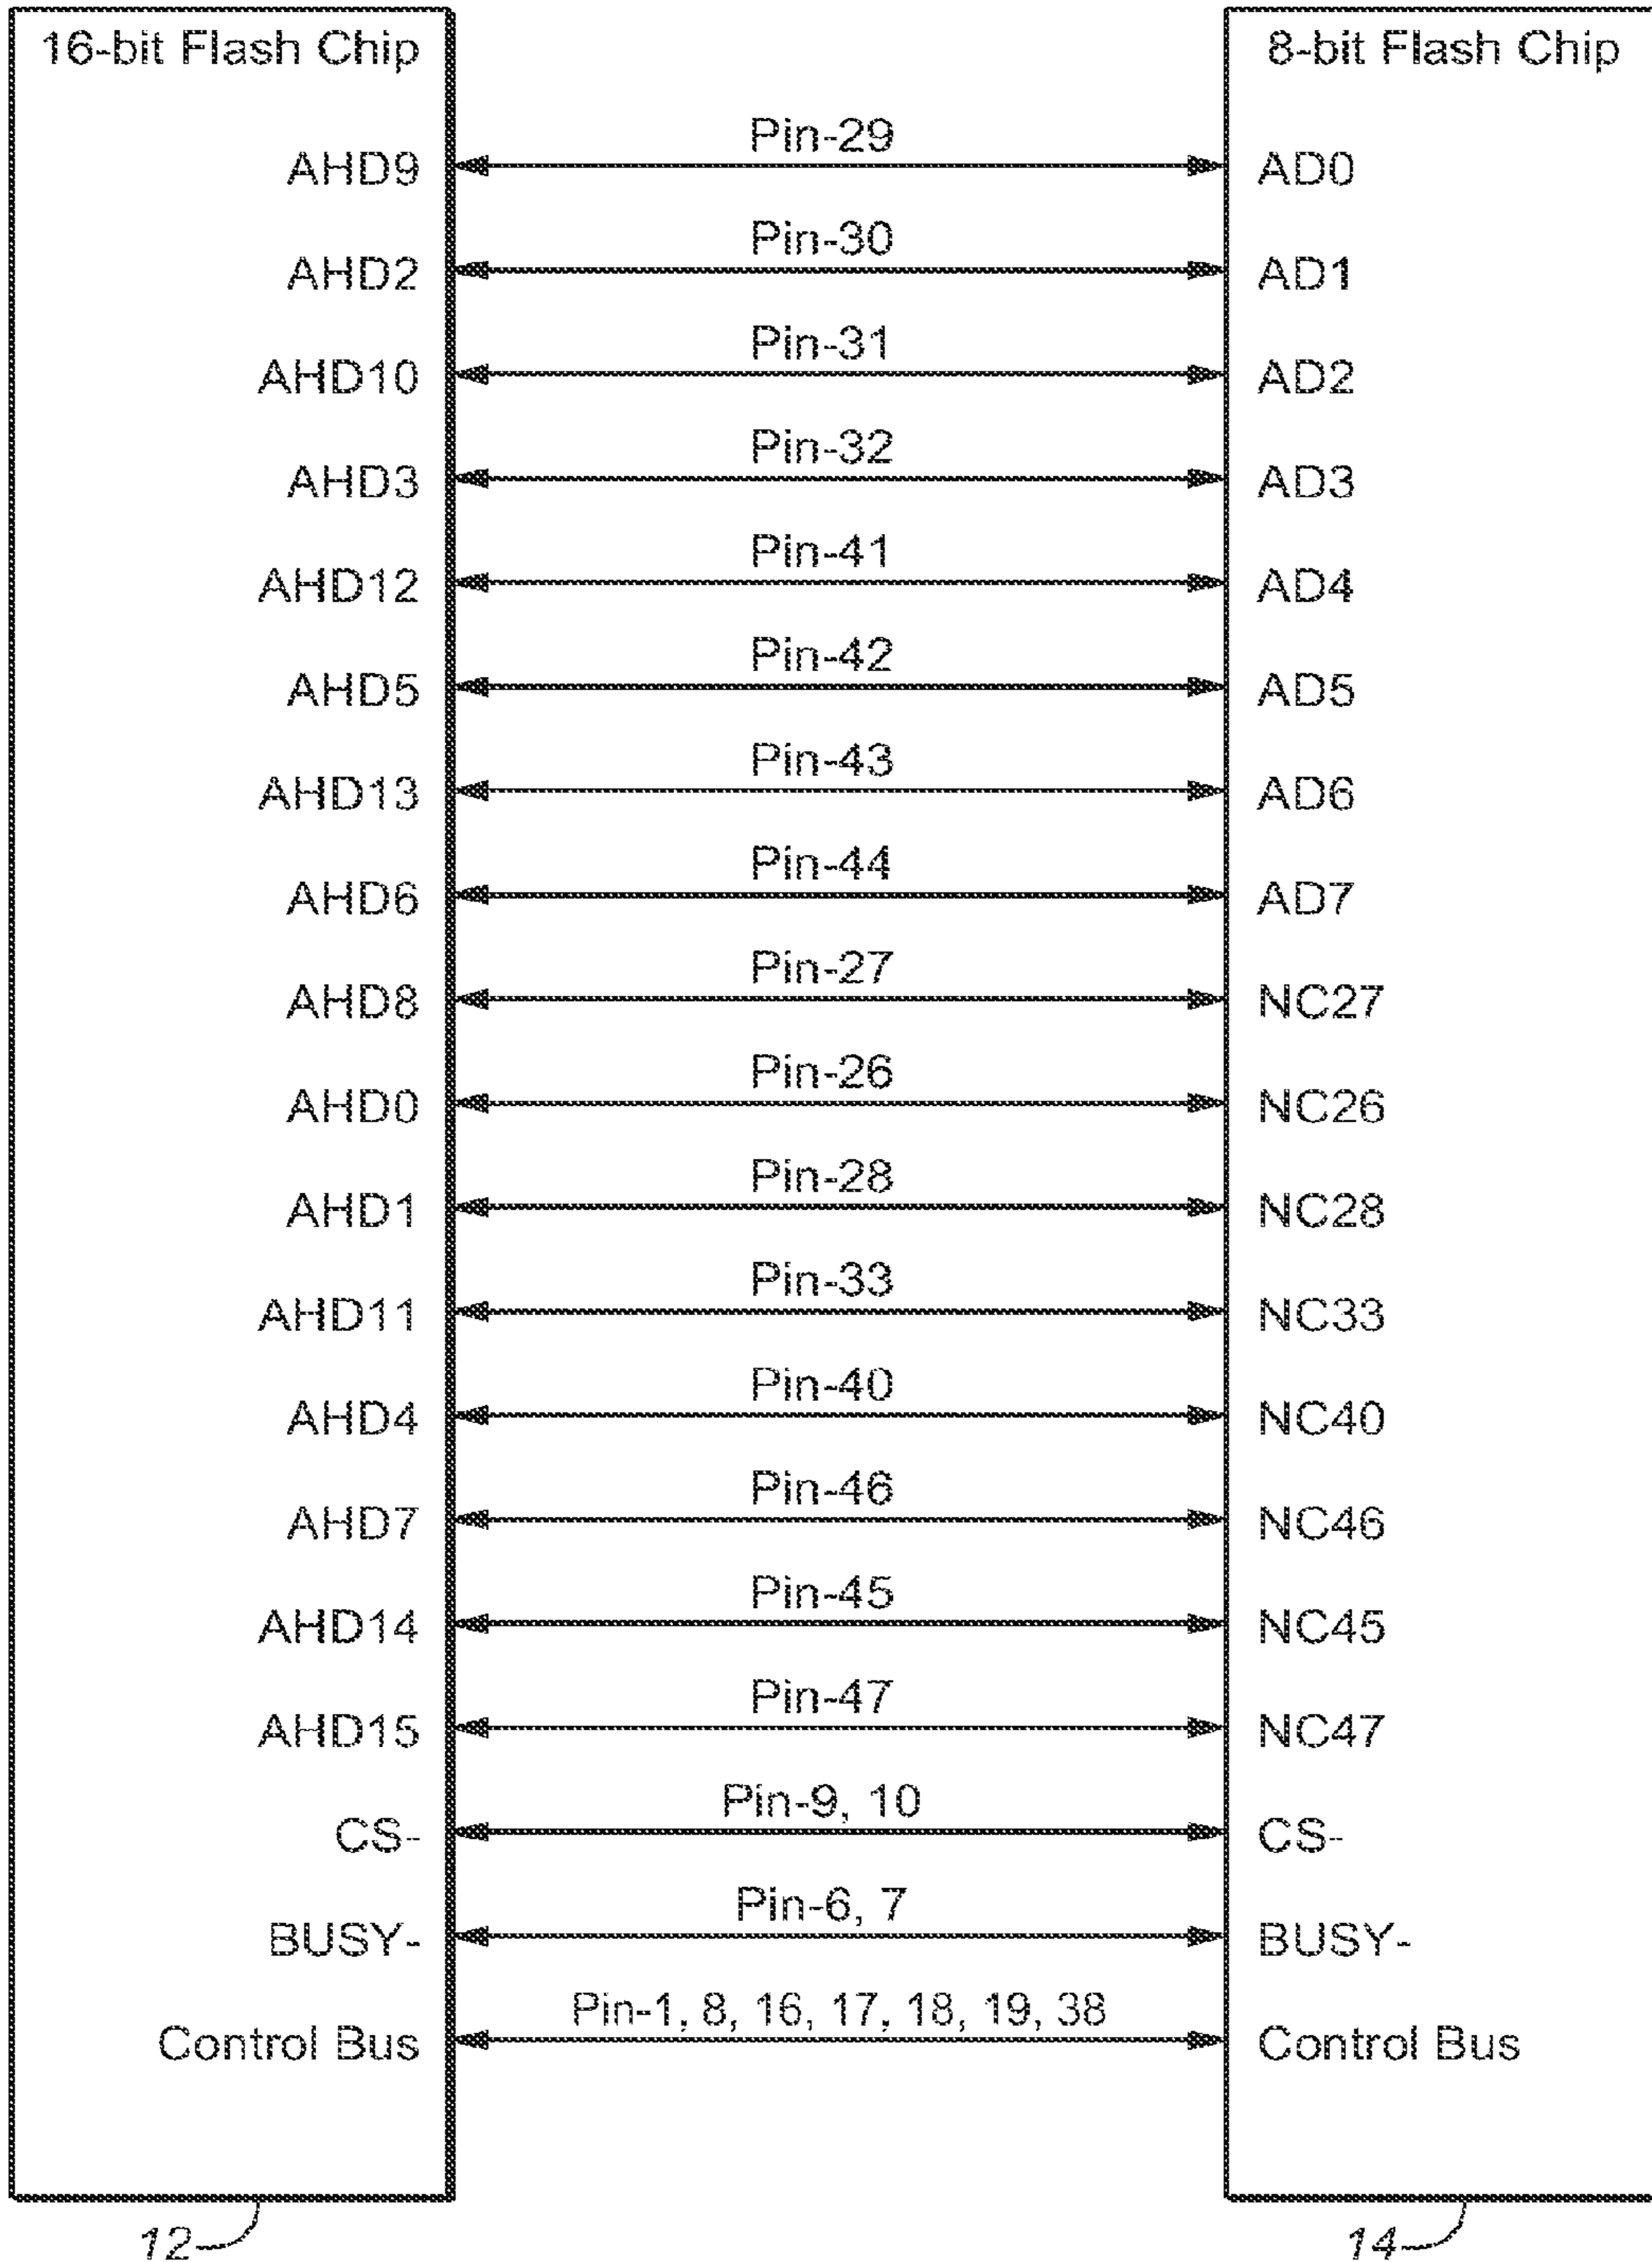 16-bit Flash Chip 8-bit Flash Chip
AHD9 Pin-29 AD0
AHD2 Pin-30 AD1
AHD10 Pin-31 AD2
AHD3 Pin-32 AD3
AHD12 Pin-41 AD4
AHD5 Pin-42 AD5
AHD13 Pin-43 AD6
AHD6 Pin-44 AD7
AHD8 Pin-27 NC27
AHD0 Pin-26 NC26
AHD1 Pin-28 NC28
AHD11 Pin-33 NC33
AHD4 Pin-40 NC40
AHD7 Pin-46 NC46
AHD14 Pin-45 NC45
AHD15 Pin-47 NC47
CS- Pin-9, 10 CS-
BUSY- Pin-6, 7 BUSY-
Control Bus Pin-1, 8, 16, 17, 18, 19, 38 Control Bus
12 14